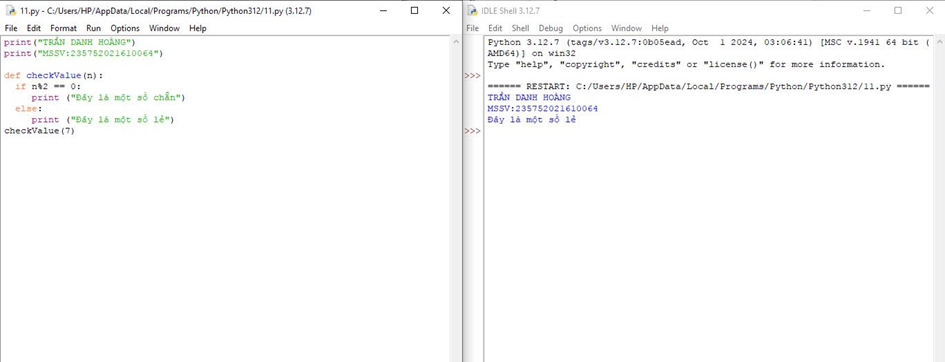 11.py - C:/Users/HP/AppData/Local/Programs/Python/Python312/11.py (3.12.7)
File Edit Format Run Options Window Help
print("TRẦN DANH HOÀNG")
print("MSSV:235752021610064")
def checkValue(n):
if n%2 == 0:
print ("Đây là một số chẵn")
else:
print ("Đây là một số lẻ")
checkValue(7)
IDLE Shell 3.12.7
File Edit Shell Debug Options Window Help
Python 3.12.7 (tags/v3.12.7:0b05ead, Oct 1 2024, 03:06:41) [MSC v.1941 64 bit (
AMD64)] on win32
Type "help", "copyright", "credits" or "license()" for more information.
>>>
====== RESTART: C:/Users/HP/AppData/Local/Programs/Python/Python312/11.py ======
TRẦN DANH HOÀNG
MSSV:235752021610064
Đây là một số lẻ
>>>